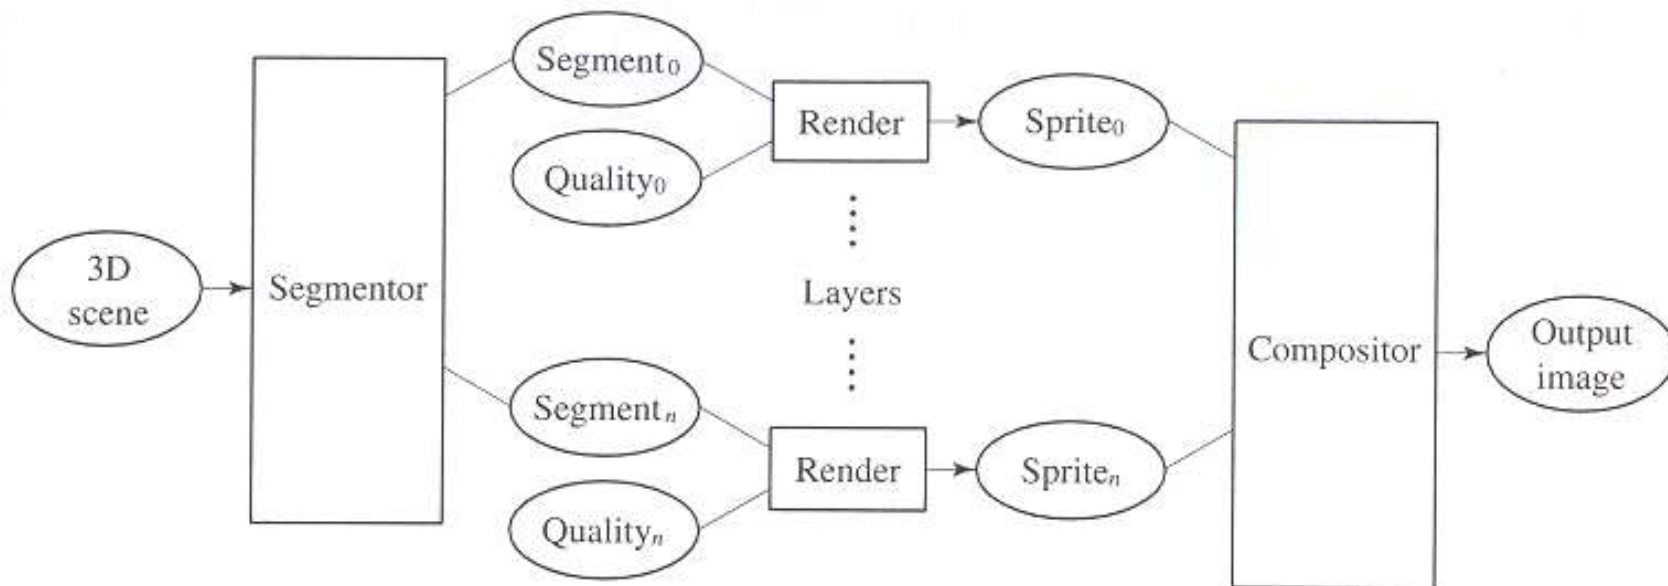 Segment₀
Render
Sprite₀
Quality₀
3D
scene
Segmentor
Layers
Compositor
Output
image
Segmentₙ
Render
Spriteₙ
Qualityₙ